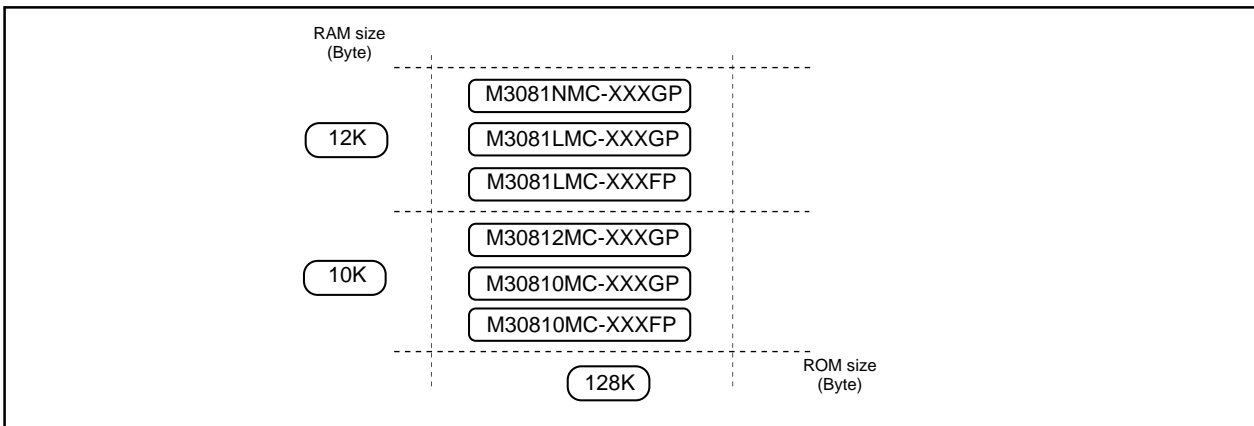 RAM size
(Byte)
M3081NMC-XXXGP
12K
M3081LMC-XXXGP
M3081LMC-XXXFP
M30812MC-XXXGP
10K
M30810MC-XXXGP
M30810MC-XXXFP
ROM size
(Byte)
128K